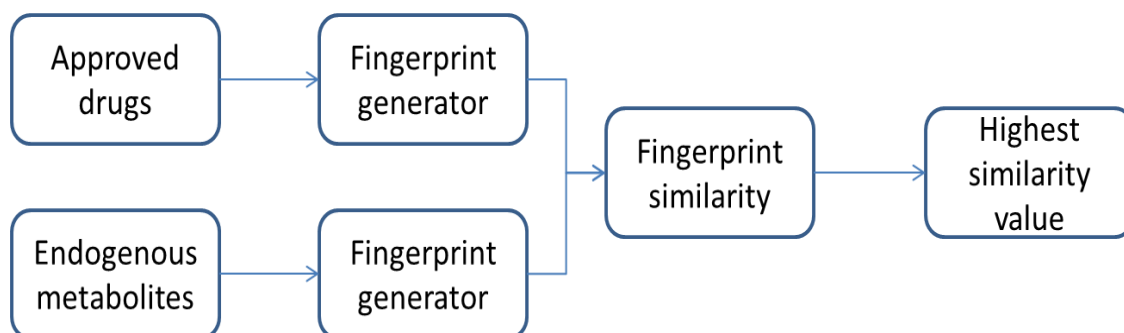 Approved
drugs
Fingerprint
generator
Endogenous
metabolites
Fingerprint
generator
Fingerprint
similarity
Highest
similarity
value